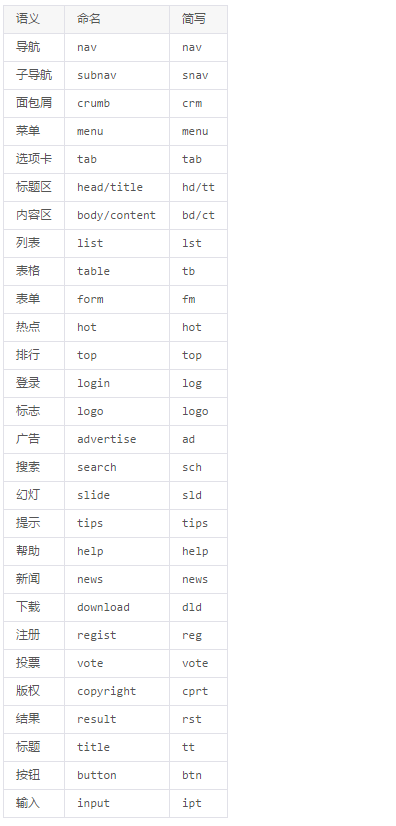 语义 命名 简写
导航 nav nav
子导航 subnav snav
面包屑 crumb crm
菜单 menu menu
选项卡 tab tab
标题区 head/title hd/tt
内容区 body/content bd/ct
列表 list lst
表格 table tb
表单 form fm
热点 hot hot
排行 top top
登录 login log
标志 logo logo
广告 advertise ad
搜索 search sch
幻灯 slide sld
提示 tips tips
帮助 help help
新闻 news news
下载 download dld
注册 regist reg
投票 vote vote
版权 copyright cprt
结果 result rst
标题 title tt
按钮 button btn
输入 input ipt